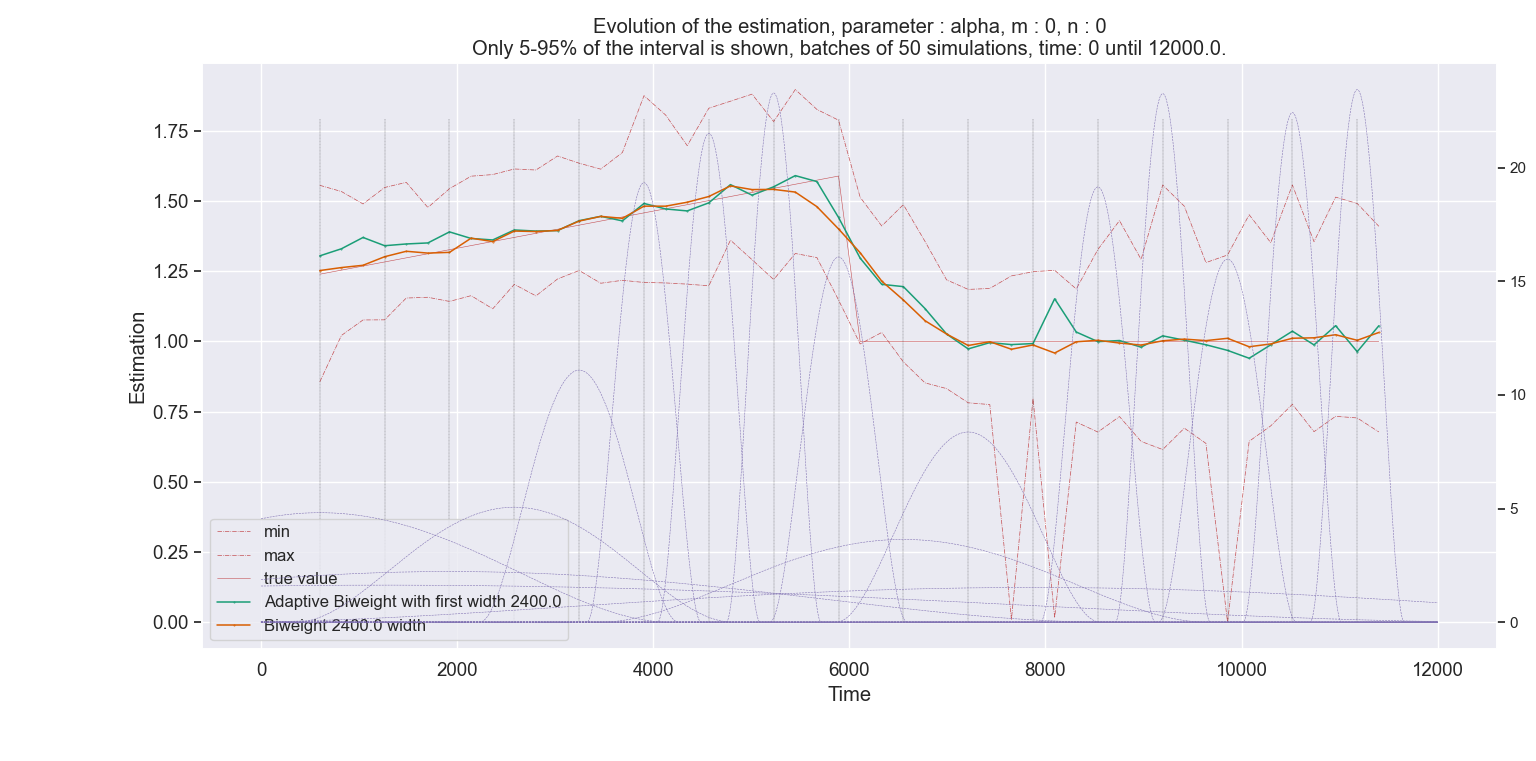 Evolution of the estimation, parameter : alpha, m : 0, n : 0
Only 5-95% of the interval is shown, batches of 50 simulations, time: 0 until 12000.0.
1.75
1.50
1.25
1.00
0.75
0.50
0.25
0.00
Estimation
20
15
10
5
0
min
max
true value
Adaptive Biweight with first width 2400.0
Biweight 2400.0 width
0
2000
4000
6000
8000
10000
12000
Time